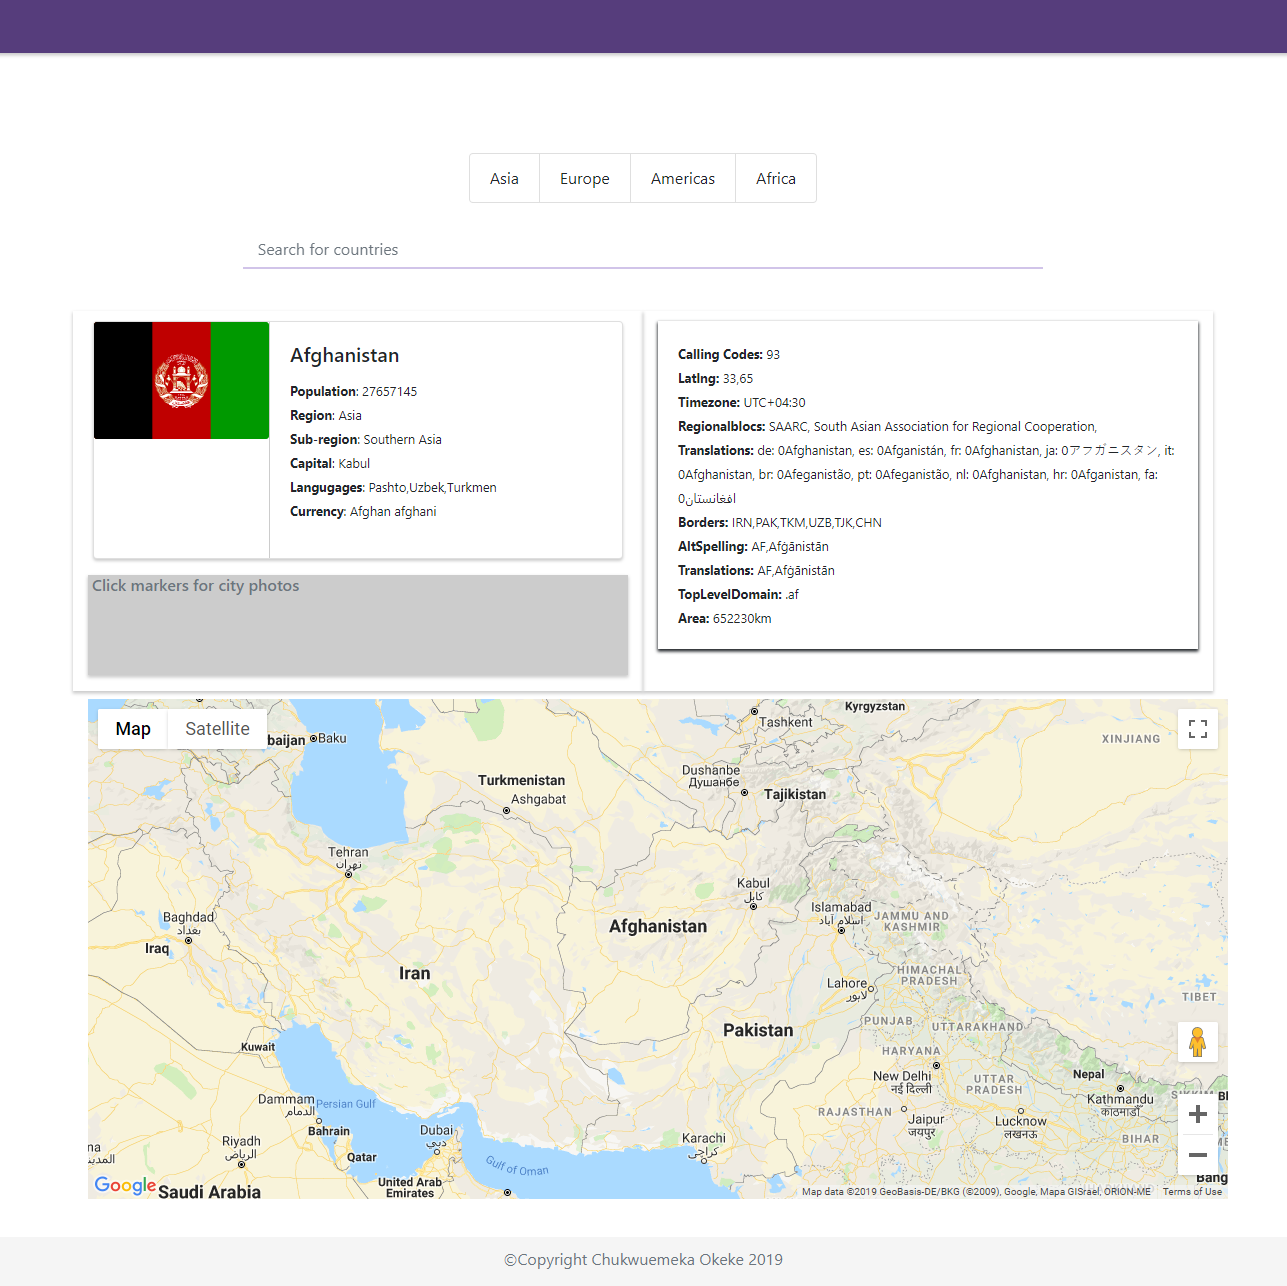 Asia
Europe
Americas
Africa
Search for countries
Afghanistan
Population: 27657145
Region: Asia
Sub-region: Southern Asia
Capital: Kabul
Langugages: Pashto,Uzbek,Turkmen
Currency: Afghan afghani
Click markers for city photos
Calling Codes: 93
Latlng: 33,65
Timezone: UTC+04:30
Regionalblocs: SAARC, South Asian Association for Regional Cooperation,
Translations: de: 0Afghanistan, es: 0Afganistán, fr: 0Afghanistan, ja: 0アフガニスタン, it:
0Afghanistan, br: 0Afeganistão, pt: 0Afeganistão, nl: 0Afghanistan, hr: 0Afganistan, fa:
0افغانستان
Borders: IRN,PAK,TKM,UZB,TJK,CHN
AltSpelling: AF,Afġānistān
Translations: AF,Afġānistān
TopLevelDomain: .af
Area: 652230km
Map
Satellite
baijan
Baku
Kyrgyzstan
Tashkent
XINJIANG
Turkmenistan
Ashgabat
Dushanbe
Душанбе
Tajikistan
Tehran
تهران
Kabul
کابل
Baghdad
بغداد
Iraq
Afghanistan
Islamabad
اسلام آباد
JAMMU AND
KASHMIR
Iran
HIMACHAL
PRADESH
Lahore
لاہور
TIBET
Pakistan
PUNJAB
UTTARAKHAND
Kuwait
HARYANA
New Delhi
नई दिल्ली
UTTAR
PRADESH
Nepal
Kathmandu
काठमाडौँ
Dammam
الدمام
Persian Gulf
Bahrain
RAJASTHAN
Jaipur
जयपुर
Lucknow
लखनऊ
BIHAR
Riyadh
الرياض
Qatar
Dubai
دبي
Karachi
کراچی
Gulf of Oman
United Arab
Emirates
Google
Saudi Arabia
Bang
Map data ©2019 GeoBasis-DE/BKG (©2009), Google, Mapa GISrael, ORION-ME
Terms of Use
©Copyright Chukwuemeka Okeke 2019